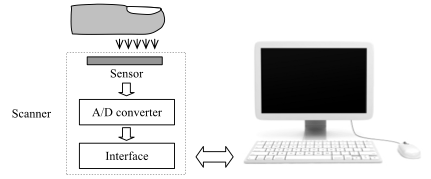 Sensor
A/D converter
Scanner
Interface